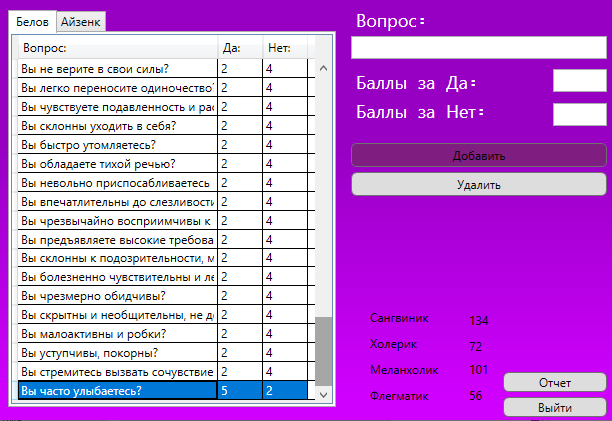 Белов Айзенк
Вопрос: Да: Нет:
Вы не верите в свои силы? 2 4
Вы легко переносите одиночество? 2 4
Вы чувствуете подавленность и рас 2 4
Вы склонны уходить в себя? 2 4
Вы быстро утомляетесь? 2 4
Вы обладаете тихой речью? 2 4
Вы невольно приспосабливаетесь 2 4
Вы впечатлительны до слезливости 2 4
Вы чрезвычайно восприимчивы к 2 4
Вы предъявляете высокие требова 2 4
Вы склонны к подозрительности, м 2 4
Вы болезненно чувствительны и ле 2 4
Вы чрезмерно обидчивы? 2 4
Вы скрытны и необщительны, не д 2 4
Вы малоактивны и робки? 2 4
Вы уступчивы, покорны? 2 4
Вы стремитесь вызвать сочувствие 2 4
Вы часто улыбаетесь? 5 2
Вопрос:
Баллы за Да:
Баллы за Нет:
Добавить
Удалить
Сангвиник 134
Холерик 72
Меланхолик 101
Флегматик 56
Отчет
Выйти